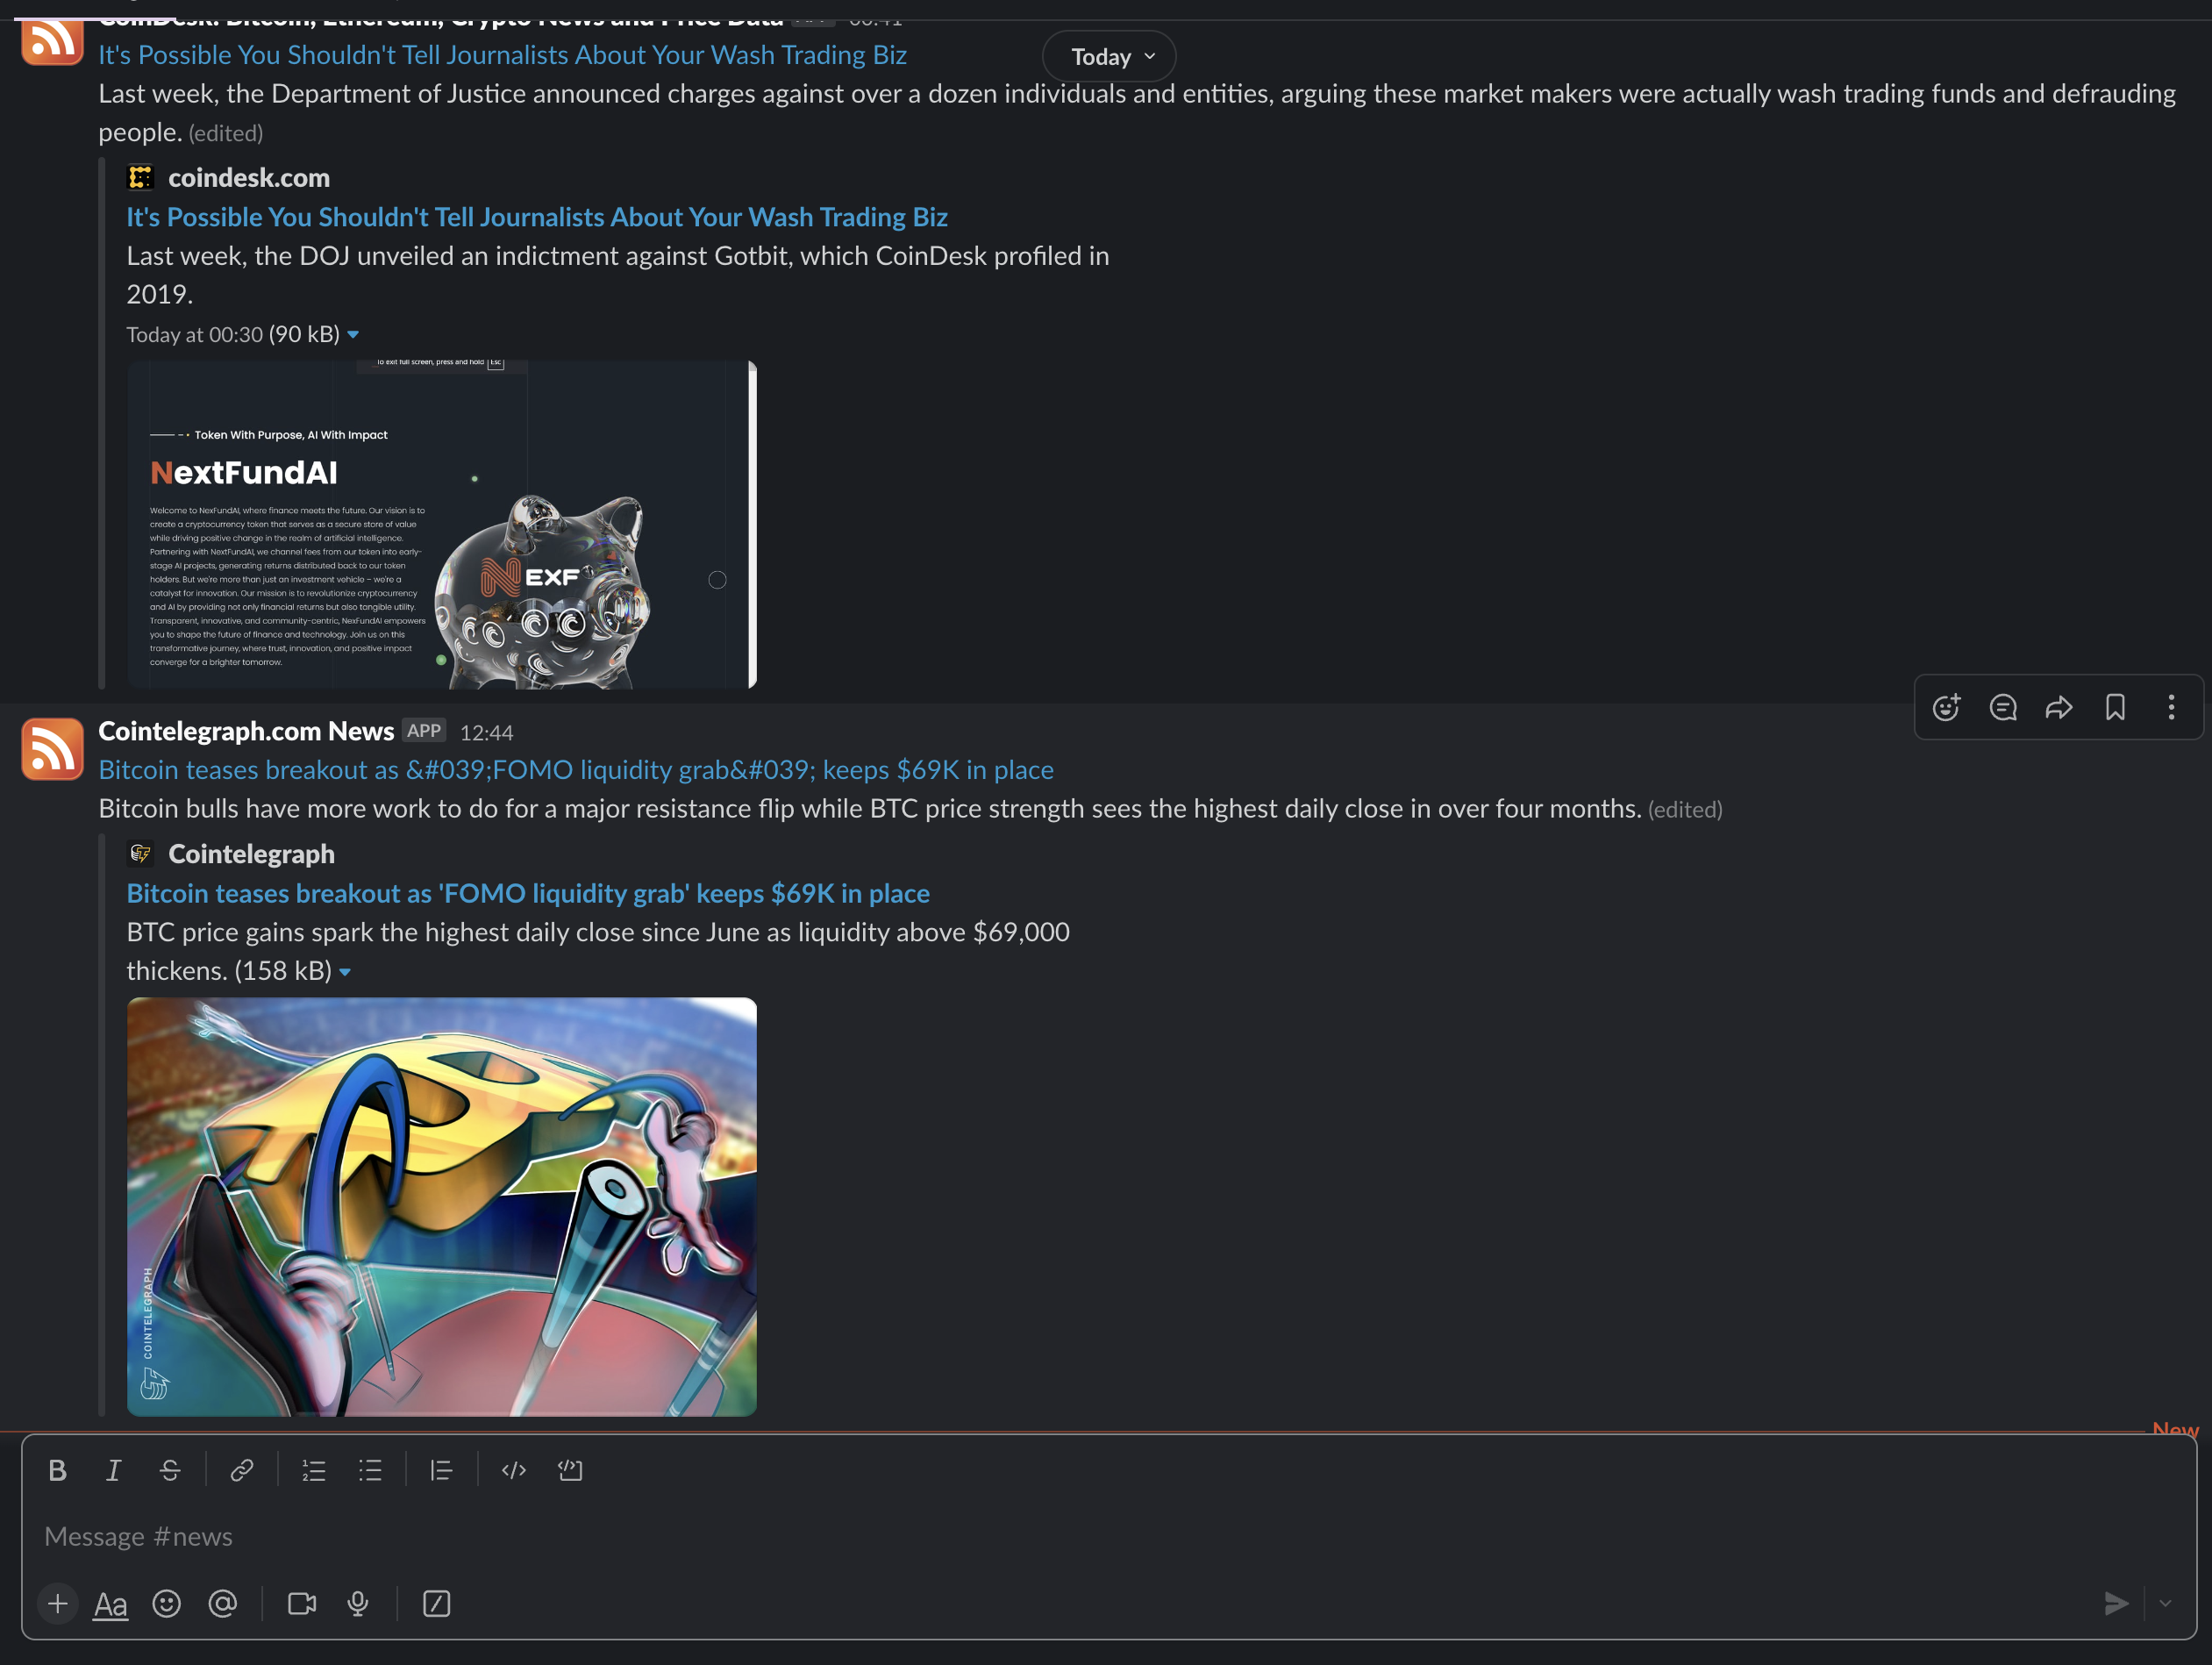 CoinDesk: Bitcoin, Ethereum, Crypto News and Price Data APP 00:41
It's Possible You Shouldn't Tell Journalists About Your Wash Trading Biz
Today
Last week, the Department of Justice announced charges against over a dozen individuals and entities, arguing these market makers were actually wash trading funds and defrauding
people. (edited)
coindesk.com
It's Possible You Shouldn't Tell Journalists About Your Wash Trading Biz
Last week, the DOJ unveiled an indictment against Gotbit, which CoinDesk profiled in
2019.
Today at 00:30 (90 kB)
To exit full screen, press and hold Esc
Token With Purpose, AI With Impact
NextFundAI
Welcome to NexFundAI, where finance meets the future. Our vision is to
create a cryptocurrency token that serves as a secure store of value
while driving positive change in the realm of artificial intelligence.
Partnering with NextFundAI, we channel fees from our token into early-
stage AI projects, generating returns distributed back to our token
holders. But we're more than just an investment vehicle – we're a
catalyst for innovation. Our mission is to revolutionize cryptocurrency
and AI by providing not only financial returns but also tangible utility.
Transparent, innovative, and community-centric, NexFundAI empowers
you to shape the future of finance and technology. Join us on this
transformative journey, where trust, innovation, and positive impact
converge for a brighter tomorrow.
NEXF
Cointelegraph.com News APP 12:44
Bitcoin teases breakout as &#039;FOMO liquidity grab&#039; keeps $69K in place
Bitcoin bulls have more work to do for a major resistance flip while BTC price strength sees the highest daily close in over four months. (edited)
Cointelegraph
Bitcoin teases breakout as 'FOMO liquidity grab' keeps $69K in place
BTC price gains spark the highest daily close since June as liquidity above $69,000
thickens. (158 kB)
COINTELEGRAPH
New
Message #news
Aa